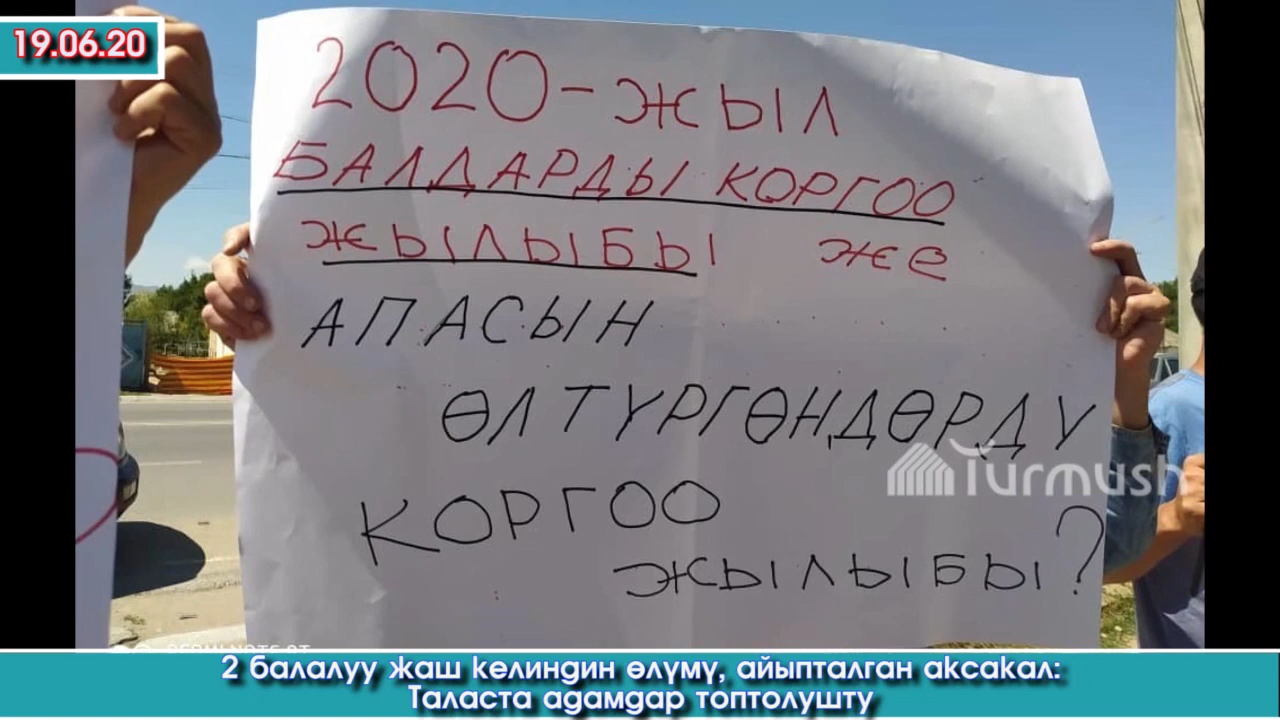 19.06.20
2020-ЖЫЛ
БАЛДАРДЫ КОРГОО
ЖЫЛЫБЫ ЖЕ
АПАСЫН
ӨЛТҮРГӨНДӨРДҮ
Turmush
КОРГОО
ЖЫЛЫБЫ?
2 балалуу жаш келиндин өлүмү, айыпталган аксакал:
Таласта адамдар топтолушту